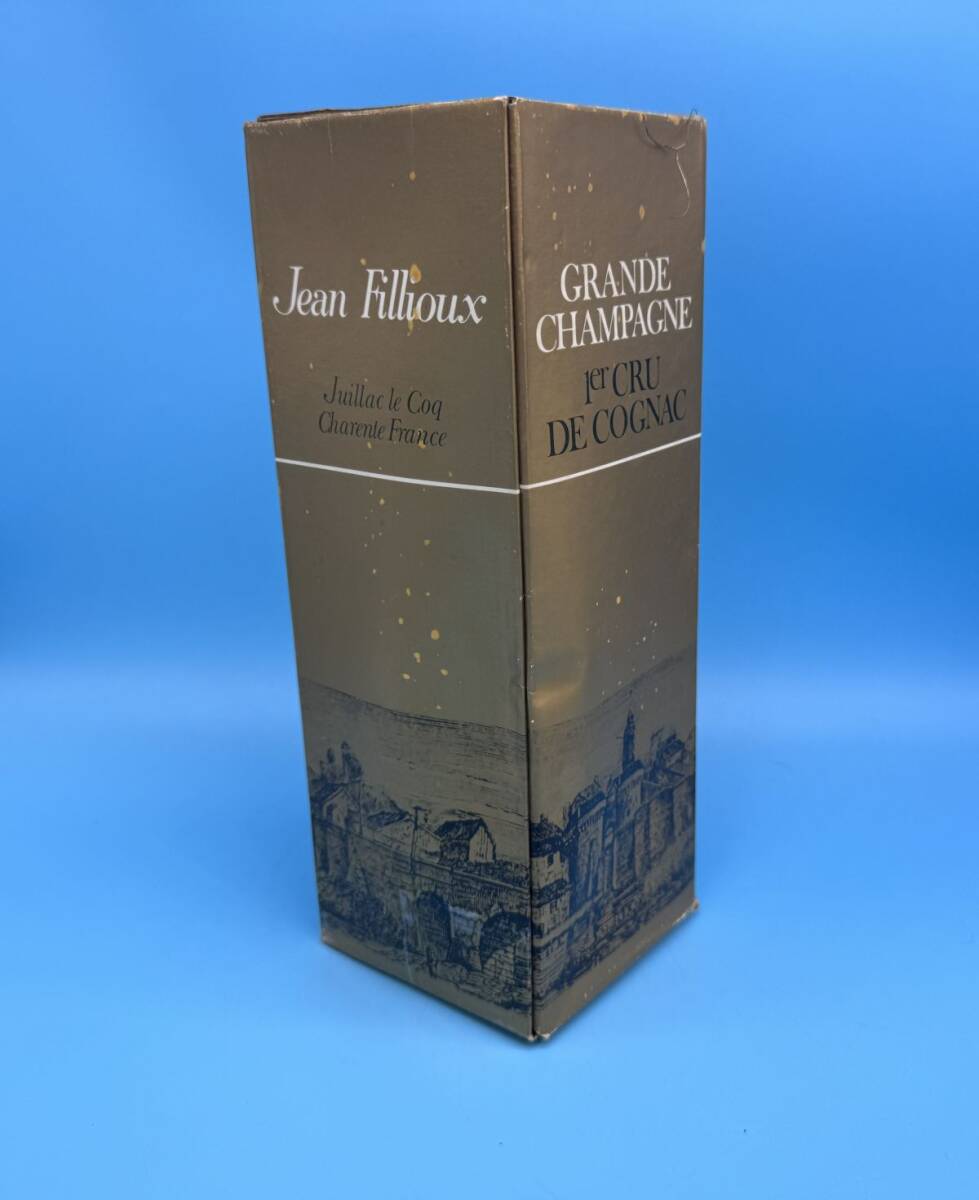 Jean Fillioux
Juillac le Coq
Charente France
GRANDE
CHAMPAGNE
1er CRU
DE COGNAC